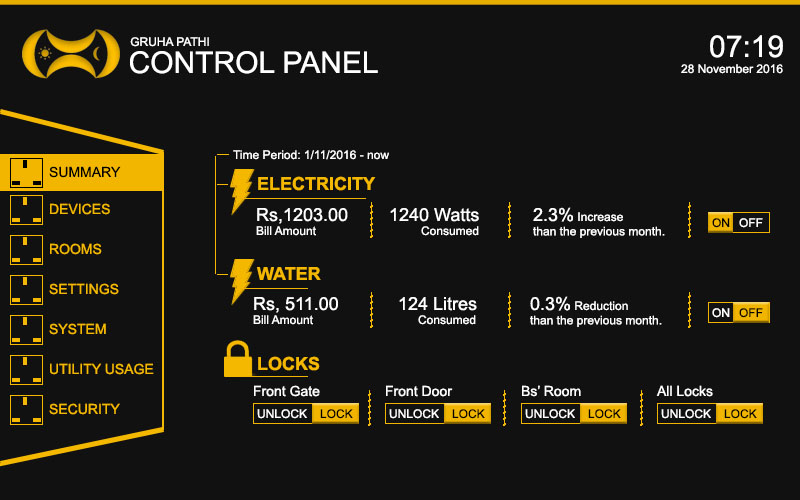 GRUHA PATHI
CONTROL PANEL
07:19
28 November 2016
SUMMARY
DEVICES
ROOMS
SETTINGS
SYSTEM
UTILITY USAGE
SECURITY
Time Period: 1/11/2016 - now
ELECTRICITY
Rs,1203.00
Bill Amount
1240 Watts
Consumed
2.3% Increase
than the previous month.
ON OFF
WATER
Rs, 511.00
Bill Amount
124 Litres
Consumed
0.3% Reduction
than the previous month.
ON OFF
LOCKS
Front Gate
UNLOCK LOCK
Front Door
UNLOCK LOCK
Bs' Room
UNLOCK LOCK
All Locks
UNLOCK LOCK